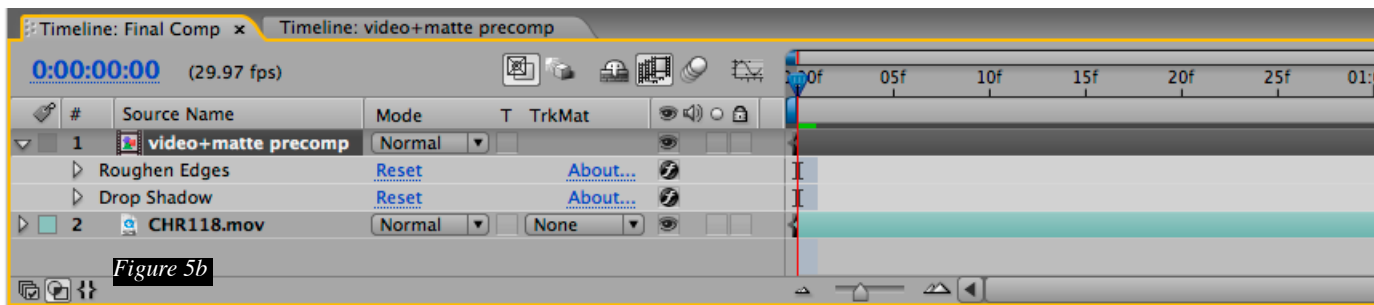 Timeline: Final Comp × Timeline: video+matte precomp
0:00:00:00 (29.97 fps)
00f 05f 10f 15f 20f 25f 01:
# Source Name Mode T TrkMat
1 video+matte precomp Normal
Roughen Edges Reset About...
Drop Shadow Reset About...
2 CHR118.mov Normal None
Figure 5b